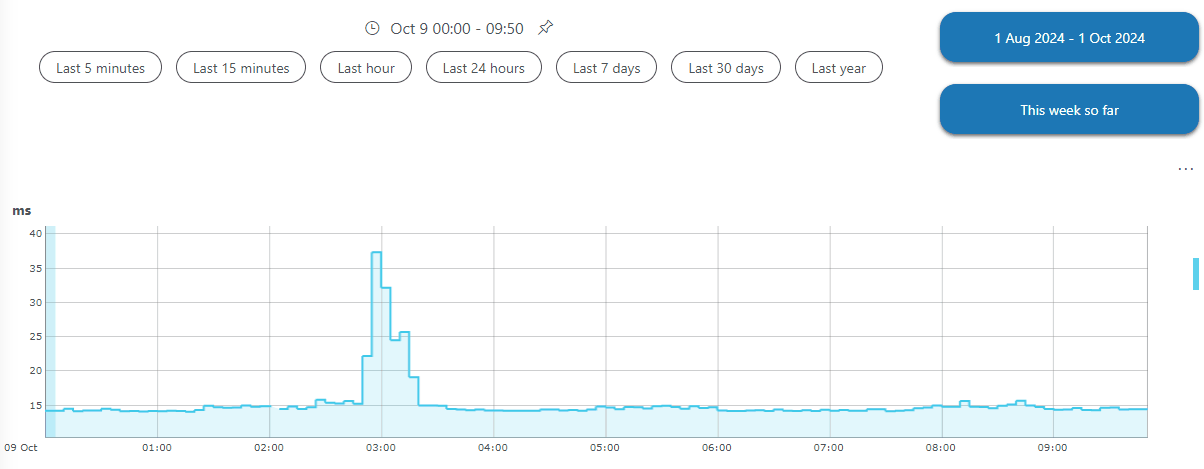 Oct 9 00:00 - 09:50
1 Aug 2024 - 1 Oct 2024
Last 5 minutes
Last 15 minutes
Last hour
Last 24 hours
Last 7 days
Last 30 days
Last year
This week so far
...
ms
40
35
30
25
20
15
09 Oct
01:00
02:00
03:00
04:00
05:00
06:00
07:00
08:00
09:00